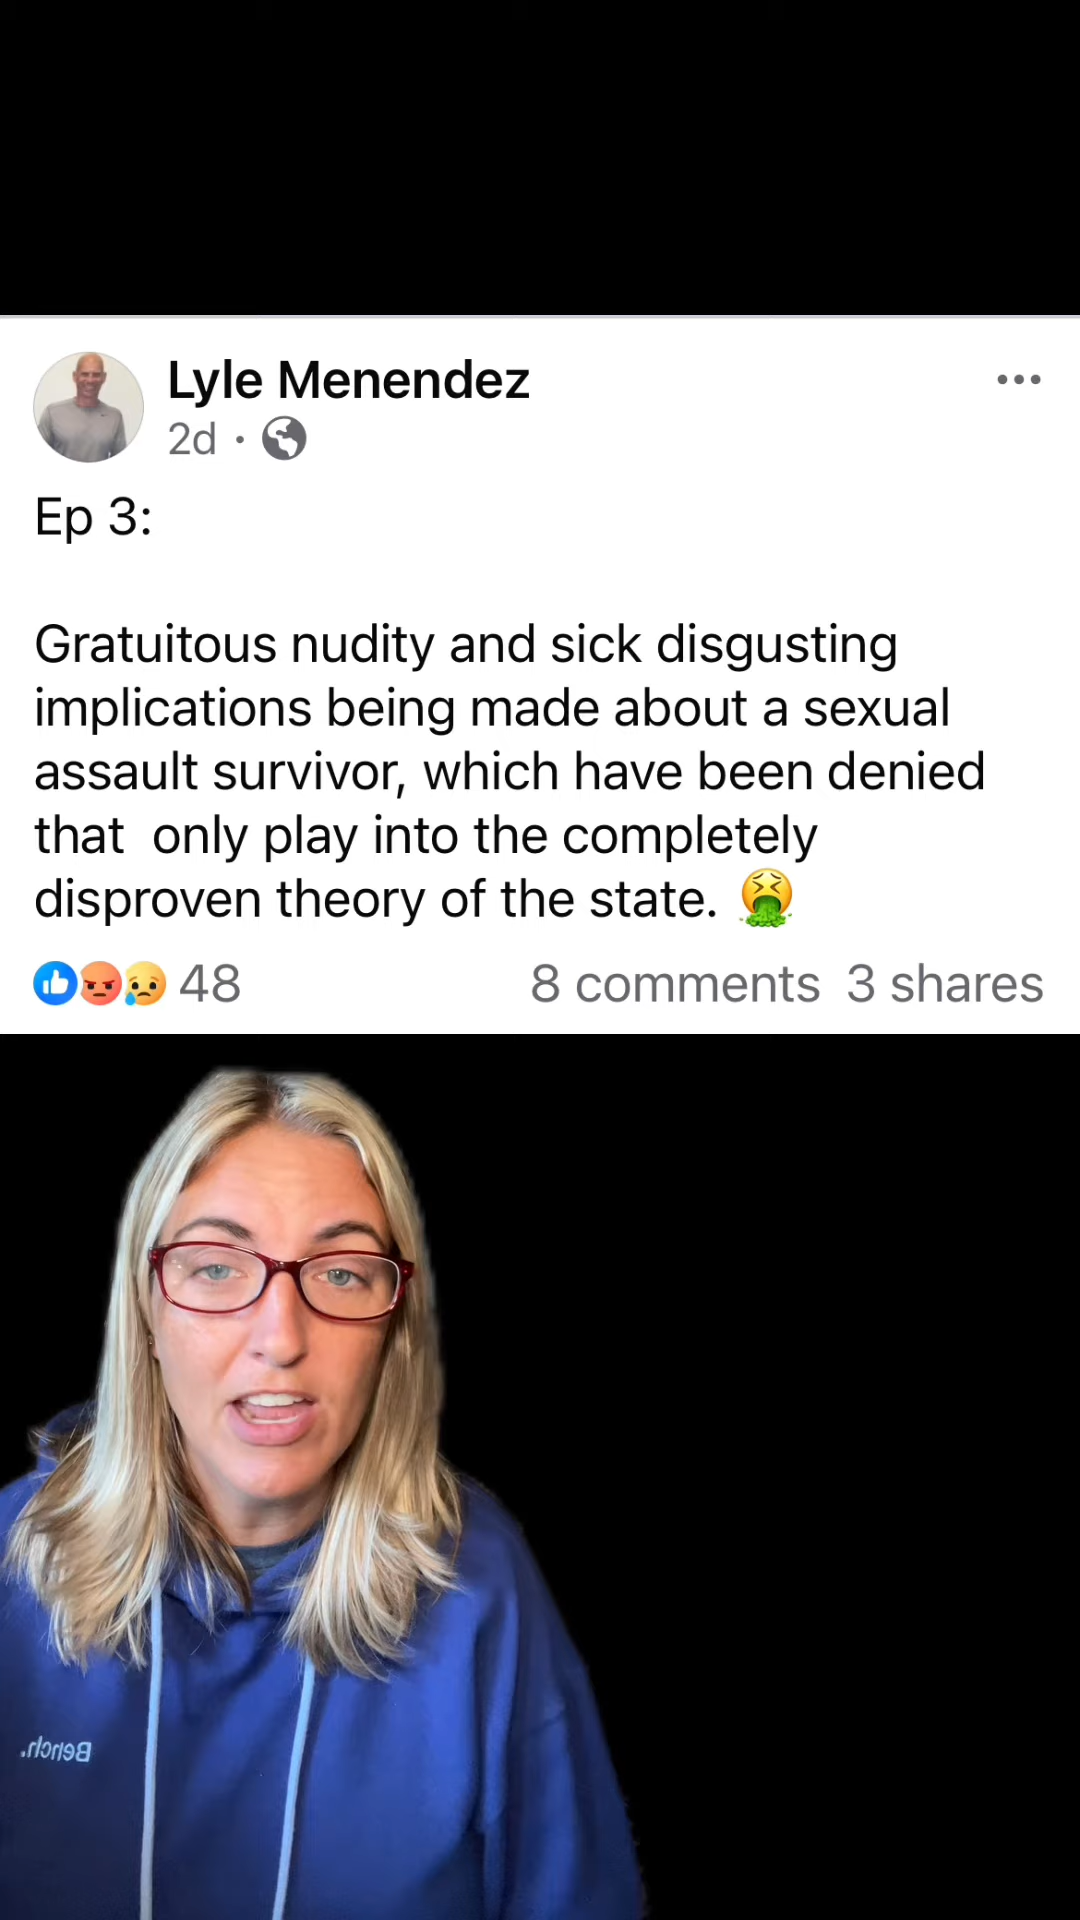 Lyle Menendez
2d ·
Ep 3:
Gratuitous nudity and sick disgusting
implications being made about a sexual
assault survivor, which have been denied
that  only play into the completely
disproven theory of the state. 🤮
48 8 comments 3 shares
Bench.